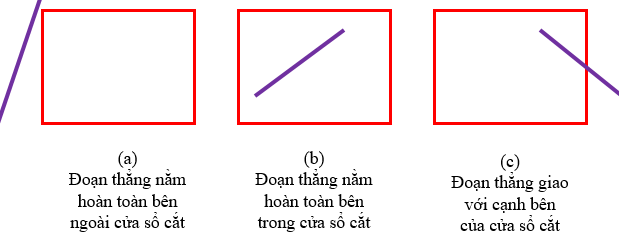 (a)
Đoạn thẳng nằm
hoàn toàn bên
ngoài cửa sổ cắt
(b)
Đoạn thẳng nằm
hoàn toàn bên
trong cửa sổ cắt
(c)
Đoạn thẳng giao
với cạnh bên
của cửa sổ cắt